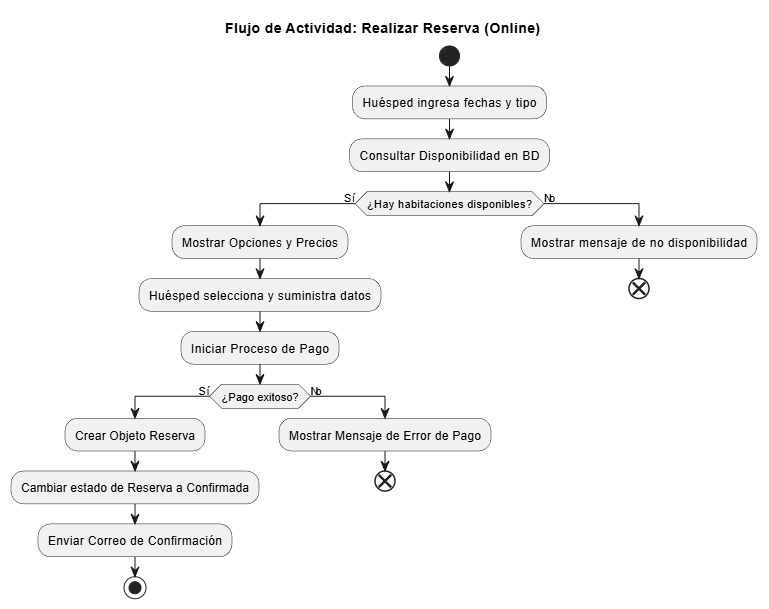 Flujo de Actividad: Realizar Reserva (Online)
Huésped ingresa fechas y tipo
Consultar Disponibilidad en BD
Sí
¿Hay habitaciones disponibles?
No
Mostrar Opciones y Precios
Mostrar mensaje de no disponibilidad
Huésped selecciona y suministra datos
Iniciar Proceso de Pago
Sí
¿Pago exitoso?
No
Crear Objeto Reserva
Mostrar Mensaje de Error de Pago
Cambiar estado de Reserva a Confirmada
Enviar Correo de Confirmación